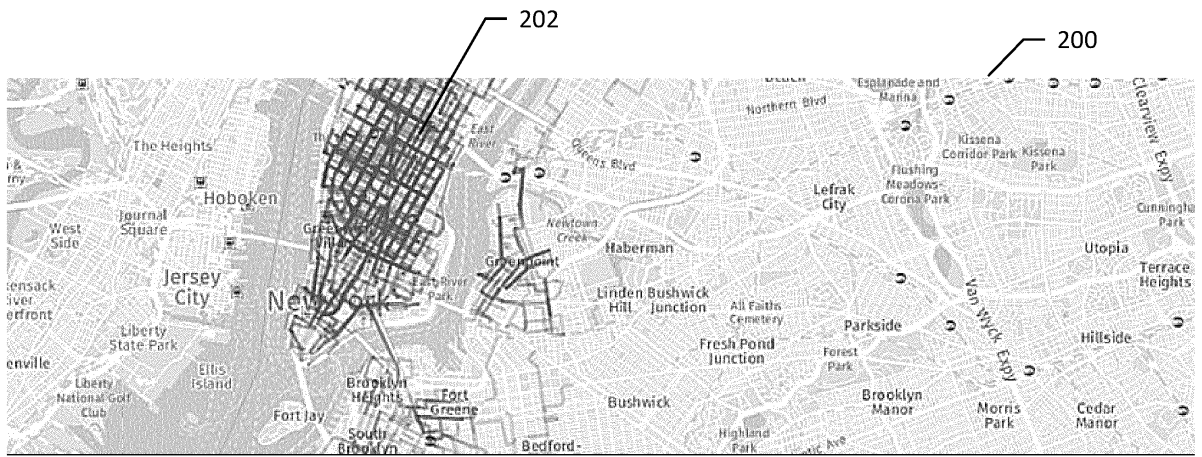 202
200
Esplanade and
Marina
Northern Blvd
Clearview Expy
East
River
The Heights
Queens Blvd
Kissena
Corridor Park
Kissena
Park
Flushing
Meadows-
Corona Park
Hoboken
Lefrak
City
Journal
Square
West
Side
Newtown
Creek
Haberman
Utopia
Greenpoint
Terrace
Heights
Jersey
City
East River
Park
New York
Linden
Hill
Bushwick
Junction
All Faiths
Cemetery
Van Wyck Expy
Parkside
Liberty
State Park
Fresh Pond
Junction
Forest
Park
Hillside
Ellis
Island
Liberty
National Golf
Club
Brooklyn
Heights
Fort
Greene
Bushwick
Brooklyn
Manor
Morris
Park
Cedar
Manor
Fort Jay
South
Brooklyn
Bedford-
Highland
Park